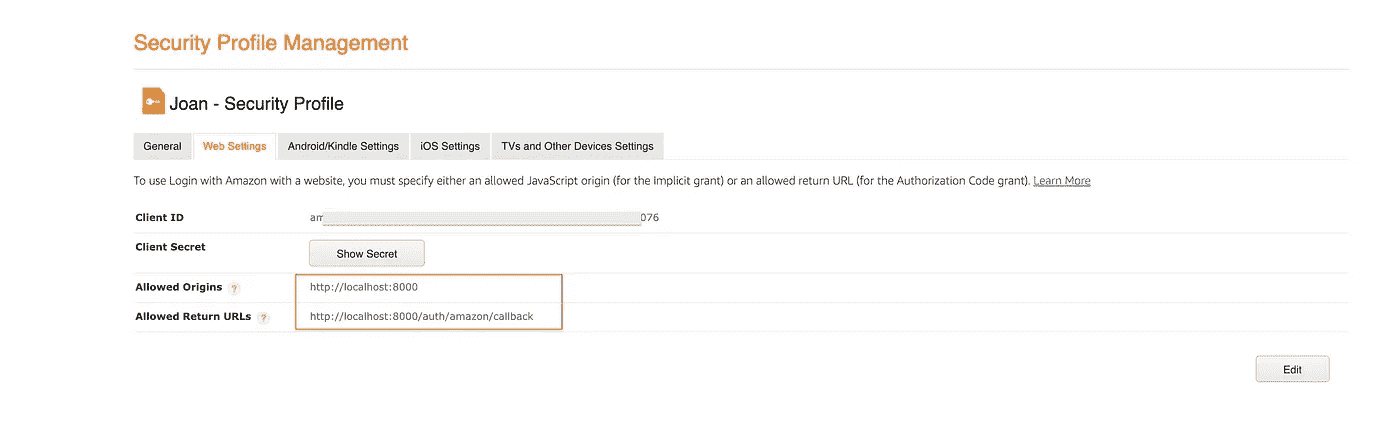 Security Profile Management
Joan - Security Profile
General Web Settings Android/Kindle Settings iOS Settings TVs and Other Devices Settings
To use Login with Amazon with a website, you must specify either an allowed JavaScript origin (for the Implicit grant) or an allowed return URL (for the Authorization Code grant). Learn More
Client ID am 076
Client Secret Show Secret
Allowed Origins ? http://localhost:8000
Allowed Return URLs ? http://localhost:8000/auth/amazon/callback
Edit